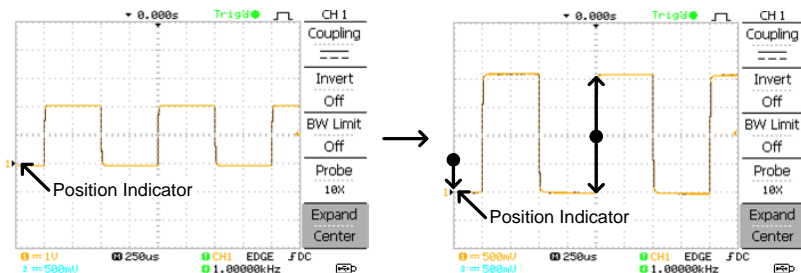 0.000s Trig'd CH 1
Coupling
Invert
Off
BW Limit
Off
Probe
10X
Expand
Center
1
Position Indicator
1 1V M 250us CH1 EDGE DC
2 500mV 1.00000kHz
0.000s Trig'd CH 1
Coupling
Invert
Off
BW Limit
Off
Probe
10X
Expand
Center
1
Position Indicator
1 500mV M 250us CH1 EDGE DC
2 500mV 1.00000kHz